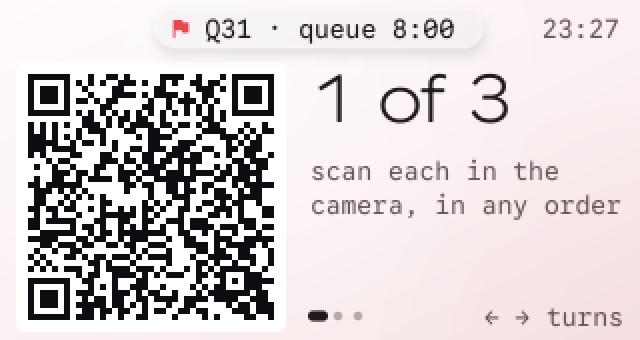 Q31 · queue 8:00
23:27
1 of 3
scan each in the
camera, in any order
← → turns